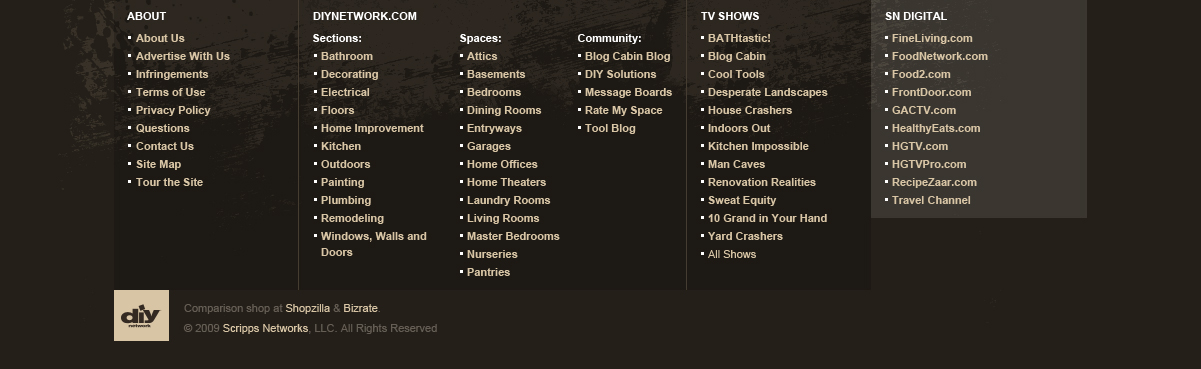 ABOUT
About Us
Advertise With Us
Infringements
Terms of Use
Privacy Policy
Questions
Contact Us
Site Map
Tour the Site
DIYNETWORK.COM
Sections:
Bathroom
Decorating
Electrical
Floors
Home Improvement
Kitchen
Outdoors
Painting
Plumbing
Remodeling
Windows, Walls and
Doors
Spaces:
Attics
Basements
Bedrooms
Dining Rooms
Entryways
Garages
Home Offices
Home Theaters
Laundry Rooms
Living Rooms
Master Bedrooms
Nurseries
Pantries
Community:
Blog Cabin Blog
DIY Solutions
Message Boards
Rate My Space
Tool Blog
TV SHOWS
BATHtastic!
Blog Cabin
Cool Tools
Desperate Landscapes
House Crashers
Indoors Out
Kitchen Impossible
Man Caves
Renovation Realities
Sweat Equity
10 Grand in Your Hand
Yard Crashers
All Shows
SN DIGITAL
FineLiving.com
FoodNetwork.com
Food2.com
FrontDoor.com
GACTV.com
HealthyEats.com
HGTV.com
HGTVPro.com
RecipeZaar.com
Travel Channel
diy
network
Comparison shop at Shopzilla & Bizrate.
© 2009 Scripps Networks, LLC. All Rights Reserved